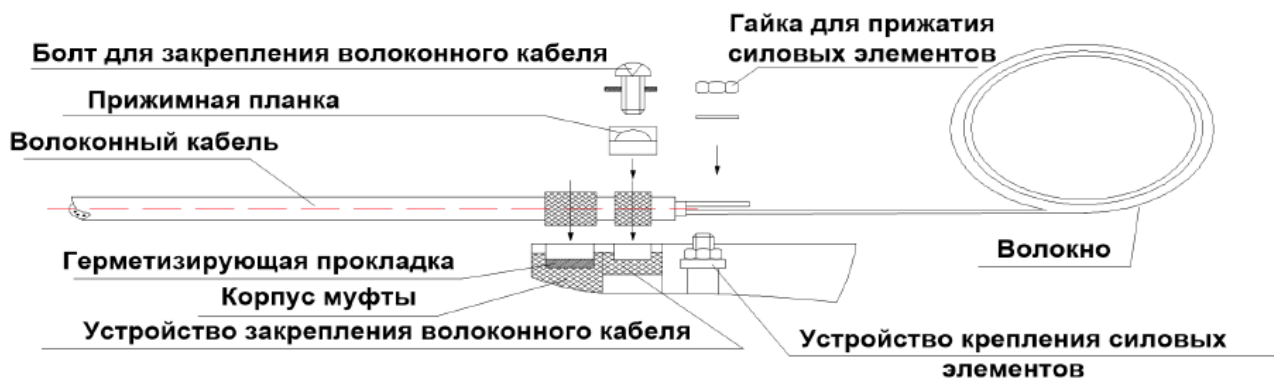 Гайка для прижатия
силовых элементов
Болт для закрепления волоконного кабеля
Прижимная планка
Волоконный кабель
Волокно
Герметизирующая прокладка
Корпус муфты
Устройство закрепления волоконного кабеля
Устройство крепления силовых
элементов